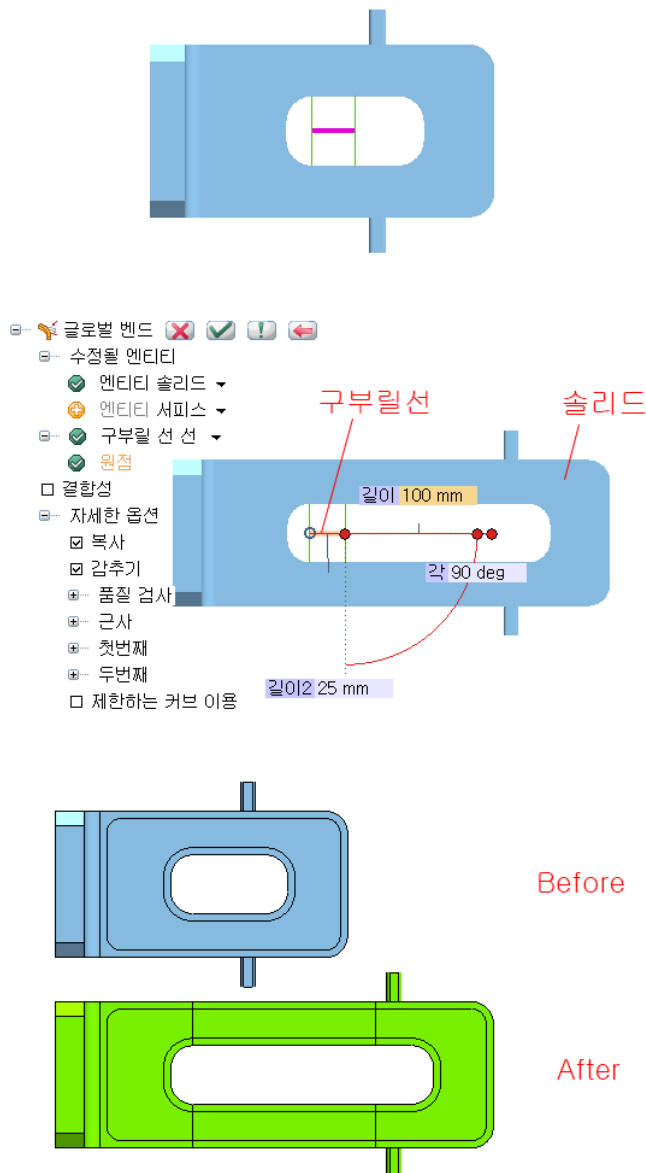 글로벌 벤드
수정될 엔티티
엔티티 솔리드
엔티티 서피스
구부릴 선 선
원점
결합성
자세한 옵션
복사
감추기
품질 검사
근사
첫번째
두번째
제한하는 커브 이용
구부릴선
솔리드
길이 100 mm
각 90 deg
길이2 25 mm
Before
After